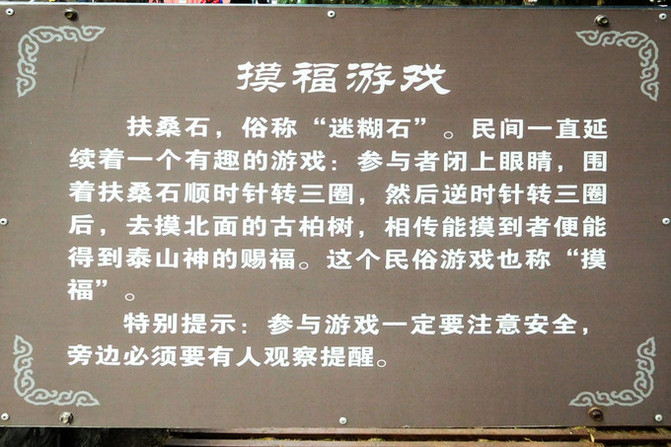 摸福游戏
扶桑石，俗称“迷糊石”。民间一直延
续着一个有趣的游戏：参与者闭上眼睛，围
着扶桑石顺时针转三圈，然后逆时针转三圈
后，去摸北面的古柏树，相传能摸到者便能
得到泰山神的赐福。这个民俗游戏也称“摸
福”。
特别提示：参与游戏一定要注意安全，
旁边必须要有人观察提醒。